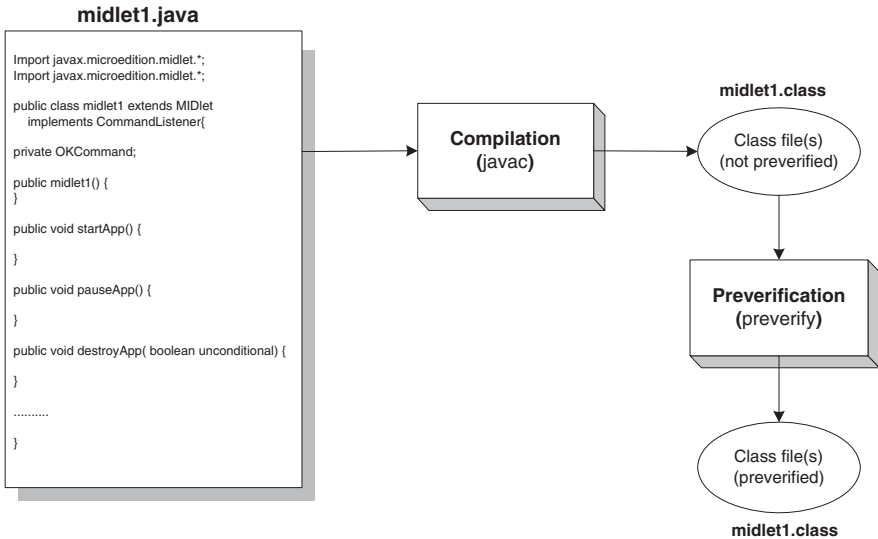 midlet1.java
Import javax.microedition.midlet.*;
Import javax.microedition.midlet.*;
public class midlet1 extends MIDlet
implements CommandListener{
private OKCommand;
public midlet1() {
}
public void startApp() {
}
public void pauseApp() {
}
public void destroyApp( boolean unconditional) {
}
..........
}
Compilation
(javac)
midlet1.class
Class file(s)
(not preverified)
Preverification
(preverify)
Class file(s)
(preverified)
midlet1.class